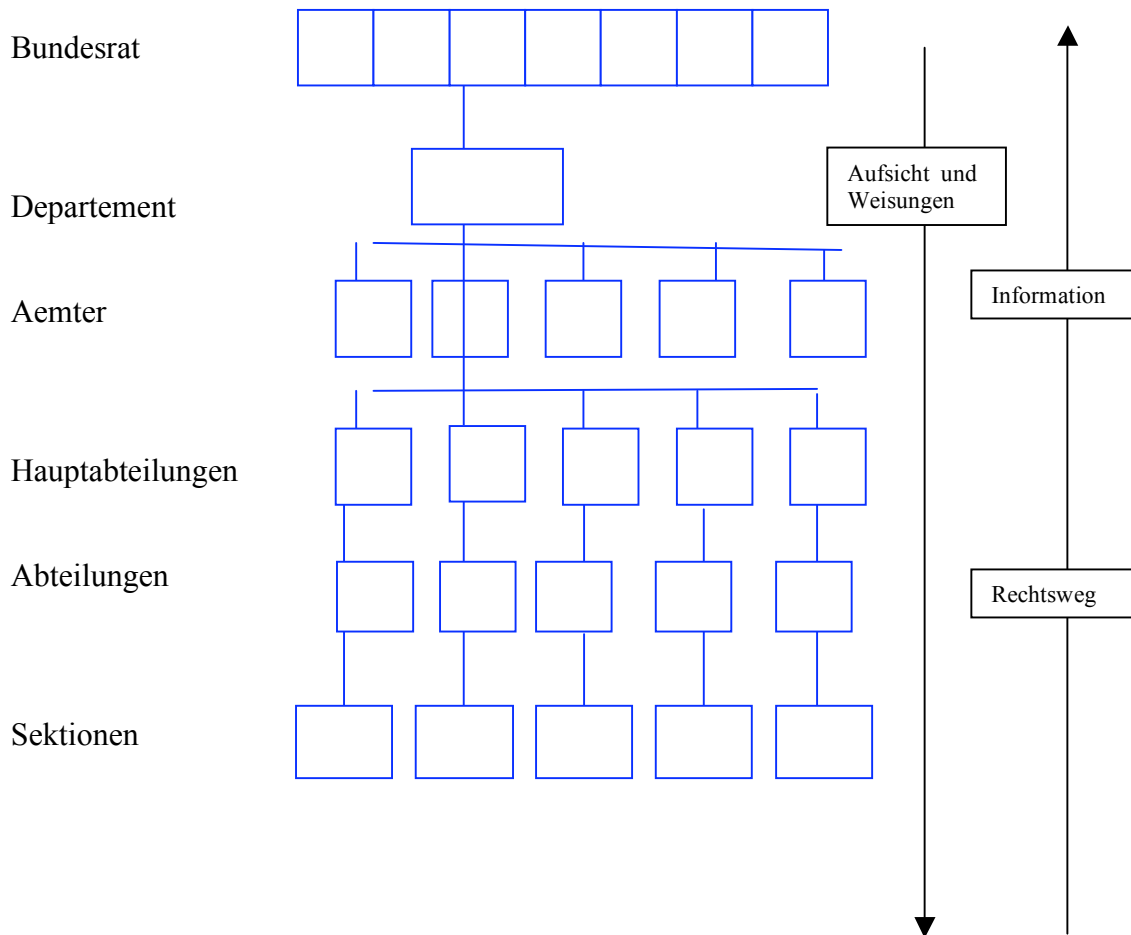 Bundesrat
Departement
Aemter
Hauptabteilungen
Abteilungen
Sektionen
Aufsicht und
Weisungen
Information
Rechtsweg